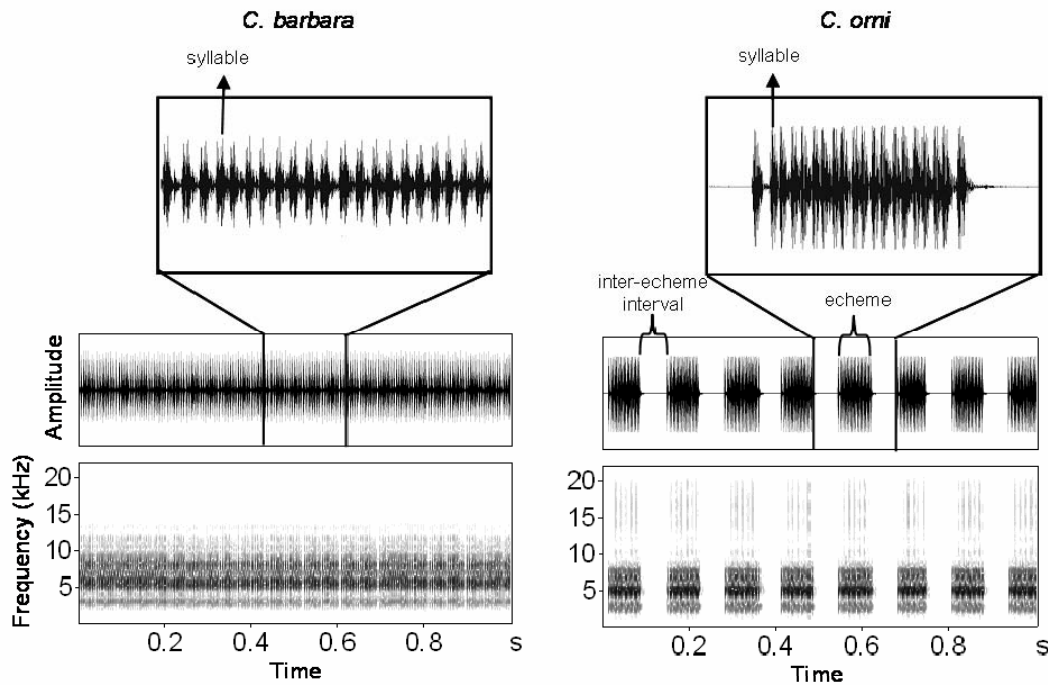 C. barbara
syllable
Amplitude
Frequency (kHz)
20
15
10
5
0.2 0.4 0.6 0.8 s
Time
C. orni
syllable
inter-echeme
interval
echeme
20
15
10
5
0.2 0.4 0.6 0.8 s
Time